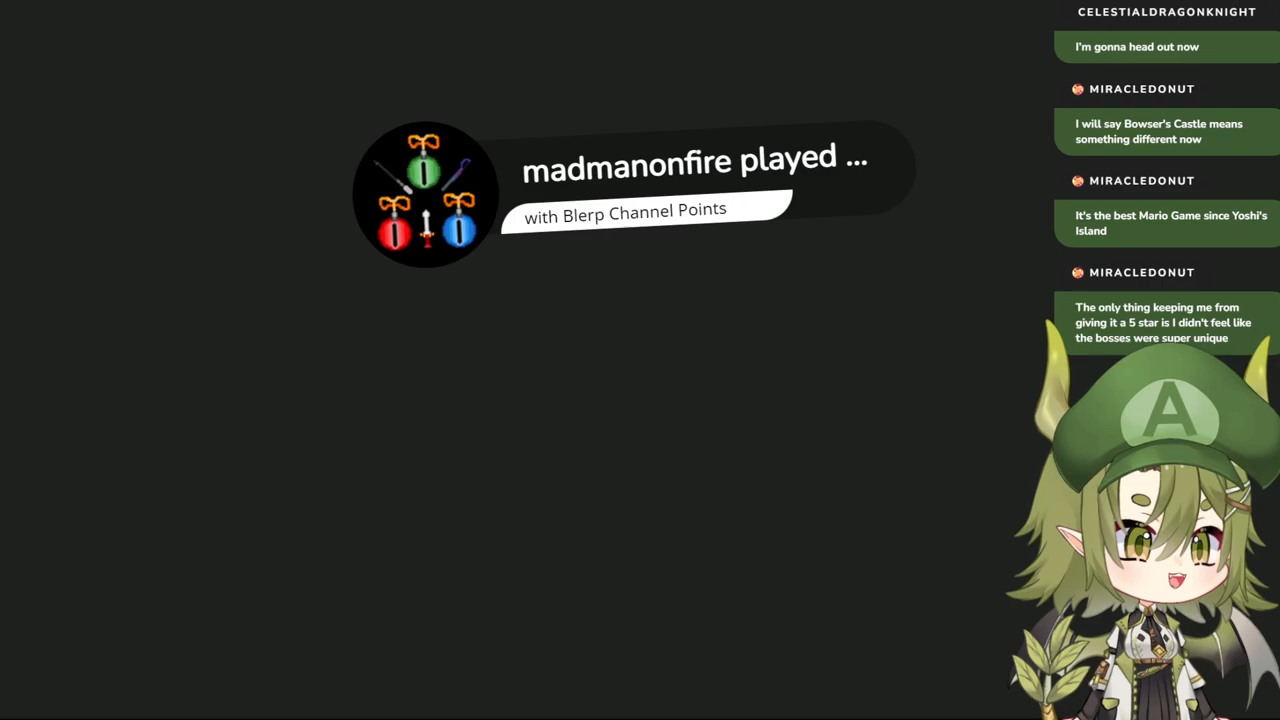 madmanonfire played ...
with Blerp Channel Points
CELESTIALDRAGONKNIGHT
I'm gonna head out now
MIRACLEDONUT
I will say Bowser's Castle means
something different now
MIRACLEDONUT
It's the best Mario Game since Yoshi's
Island
MIRACLEDONUT
The only thing keeping me from
giving it a 5 star is I didn't feel like
the bosses were super unique
A